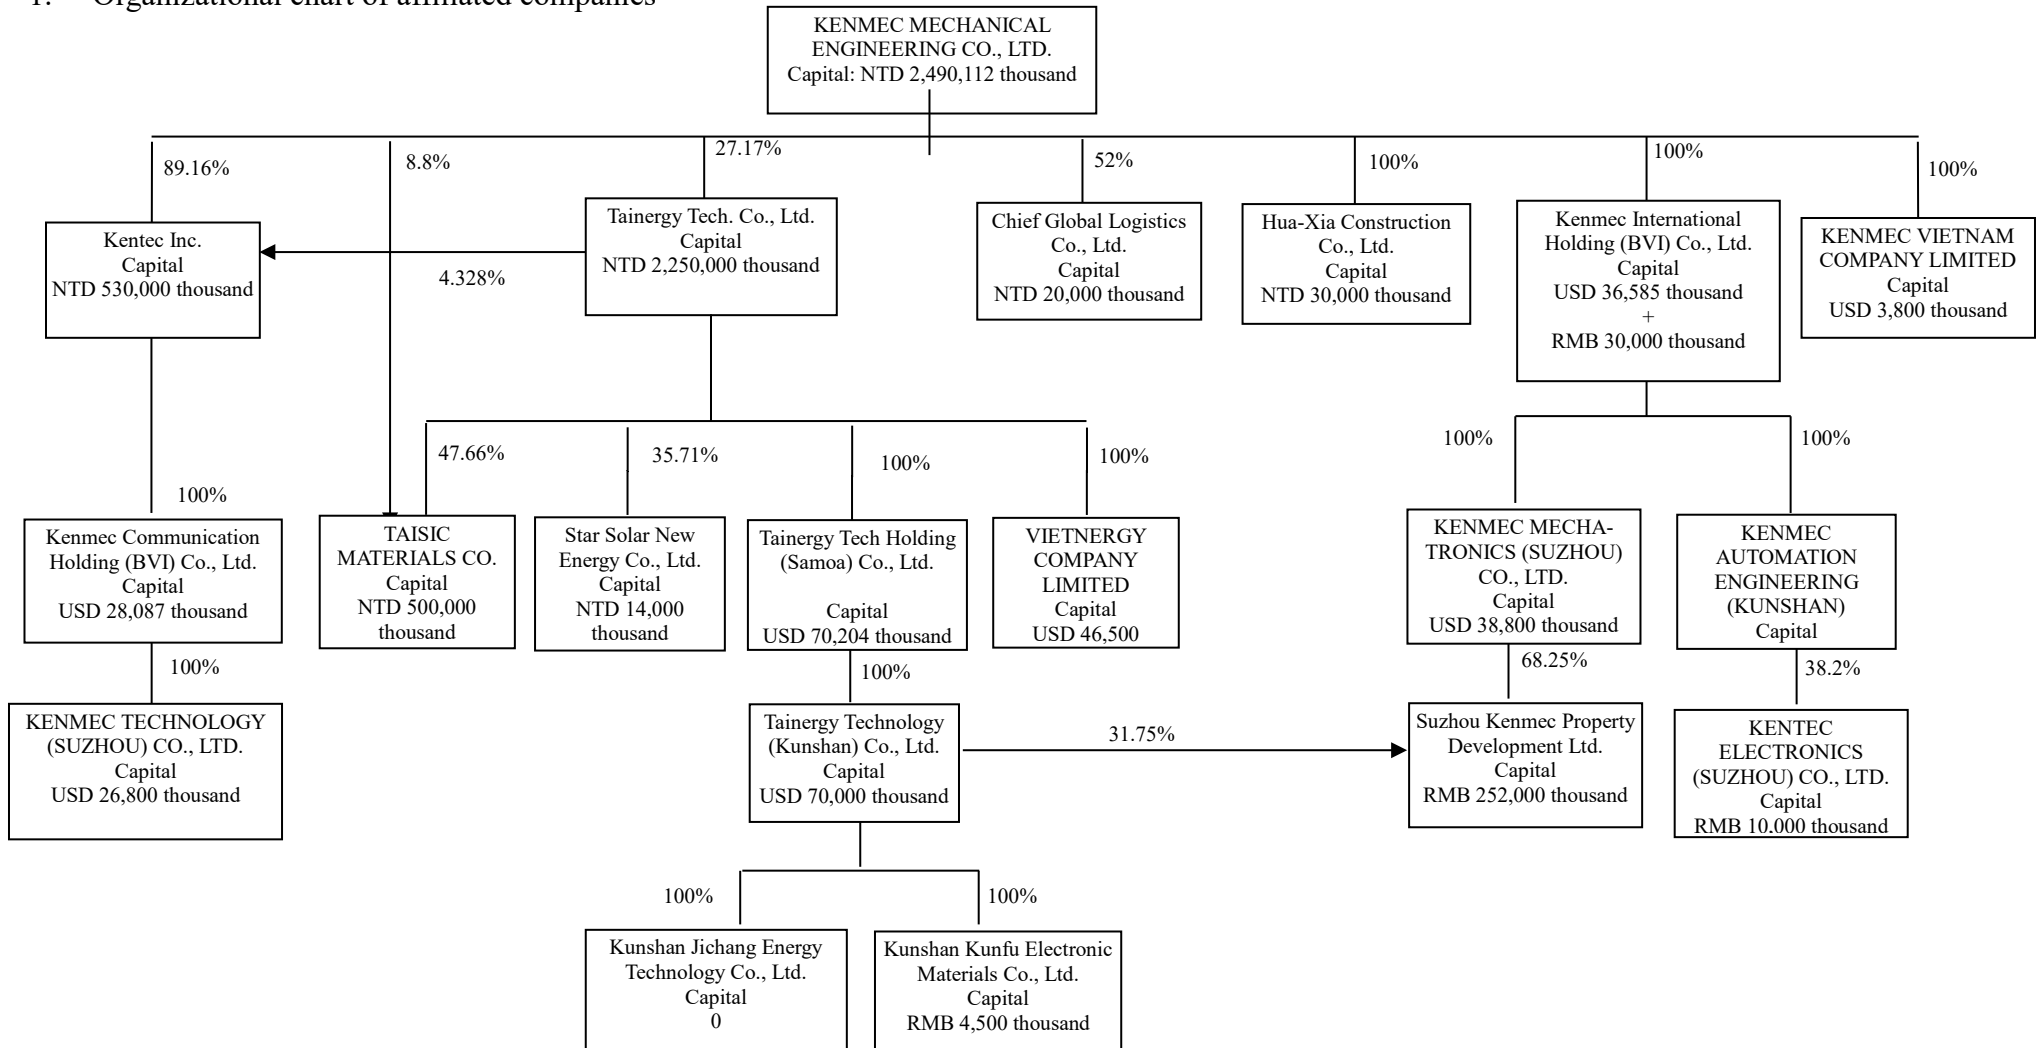 1. Organizational chart of affiliated companies
KENMEC MECHANICAL
ENGINEERING CO., LTD.
Capital: NTD 2,490,112 thousand
89.16%
8.8%
27.17%
52%
100%
100%
100%
Kentec Inc.
Capital
NTD 530,000 thousand
4.328%
Tainergy Tech. Co., Ltd.
Capital
NTD 2,250,000 thousand
Chief Global Logistics
Co., Ltd.
Capital
NTD 20,000 thousand
Hua-Xia Construction
Co., Ltd.
Capital
NTD 30,000 thousand
Kenmec International
Holding (BVI) Co., Ltd.
Capital
USD 36,585 thousand
+
RMB 30,000 thousand
KENMEC VIETNAM
COMPANY LIMITED
Capital
USD 3,800 thousand
100%
47.66%
35.71%
100%
100%
100%
100%
Kenmec Communication
Holding (BVI) Co., Ltd.
Capital
USD 28,087 thousand
TAISIC
MATERIALS CO.
Capital
NTD 500,000
thousand
Star Solar New
Energy Co., Ltd.
Capital
NTD 14,000
thousand
Tainergy Tech Holding
(Samoa) Co., Ltd.
Capital
USD 70,204 thousand
VIETNERGY
COMPANY
LIMITED
Capital
USD 46,500
KENMEC MECHA-
TRONICS (SUZHOU)
CO., LTD.
Capital
USD 38,800 thousand
KENMEC
AUTOMATION
ENGINEERING
(KUNSHAN)
Capital
100%
100%
68.25%
38.2%
KENMEC TECHNOLOGY
(SUZHOU) CO., LTD.
Capital
USD 26,800 thousand
Tainergy Technology
(Kunshan) Co., Ltd.
Capital
USD 70,000 thousand
31.75%
Suzhou Kenmec Property
Development Ltd.
Capital
RMB 252,000 thousand
KENTEC
ELECTRONICS
(SUZHOU) CO., LTD.
Capital
RMB 10.000 thousand
100%
100%
Kunshan Jichang Energy
Technology Co., Ltd.
Capital
0
Kunshan Kunfu Electronic
Materials Co., Ltd.
Capital
RMB 4,500 thousand